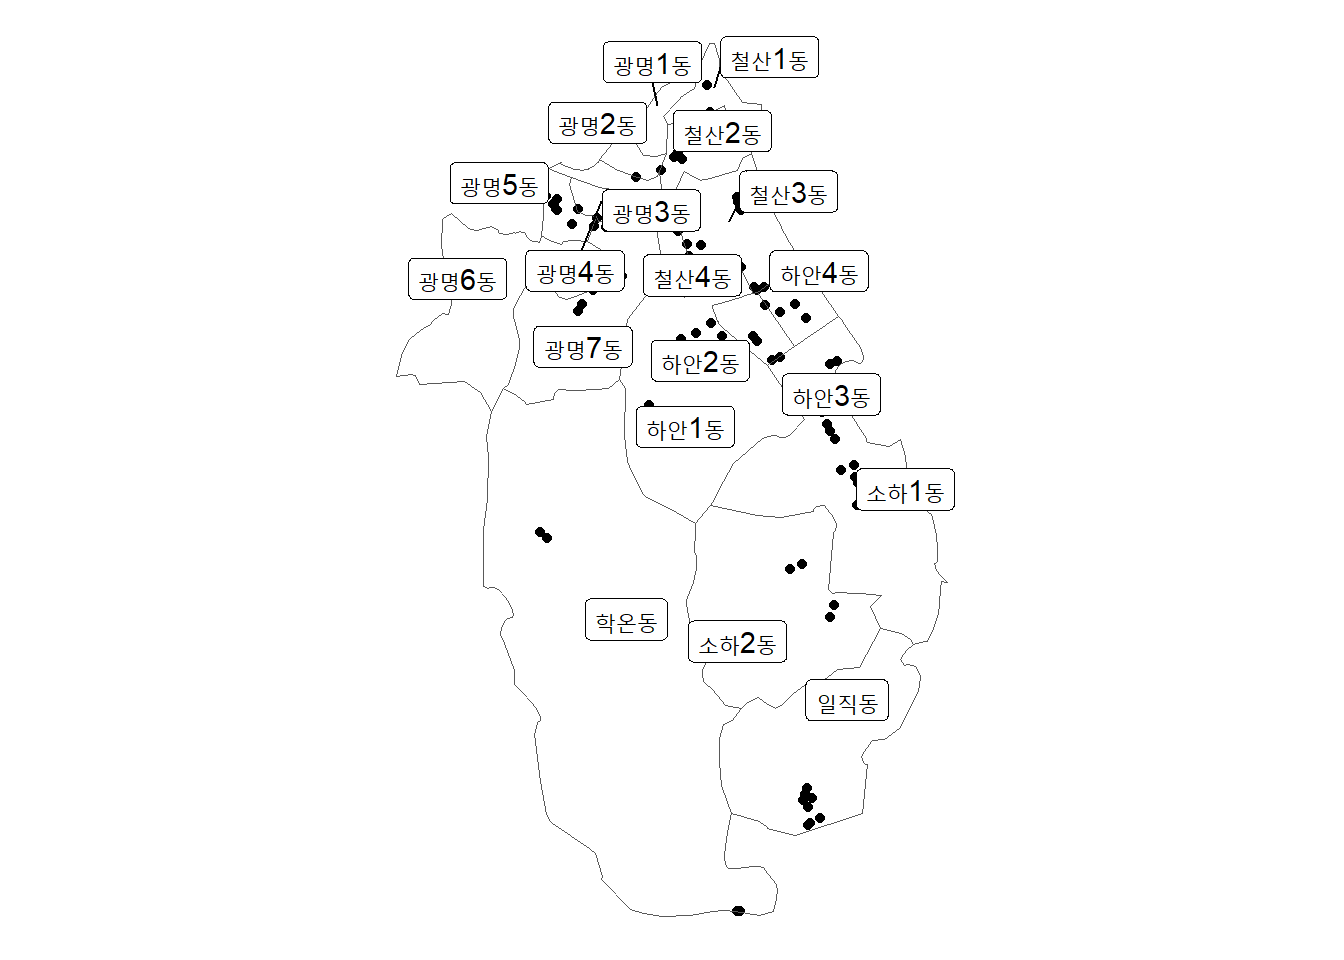 광명1동
철산1동
광명2동
철산2동
광명5동
철산3동
광명3동
광명6동
광명4동
철산4동
하안4동
광명7동
하안2동
하안3동
하안1동
소하1동
학온동
소하2동
일직동